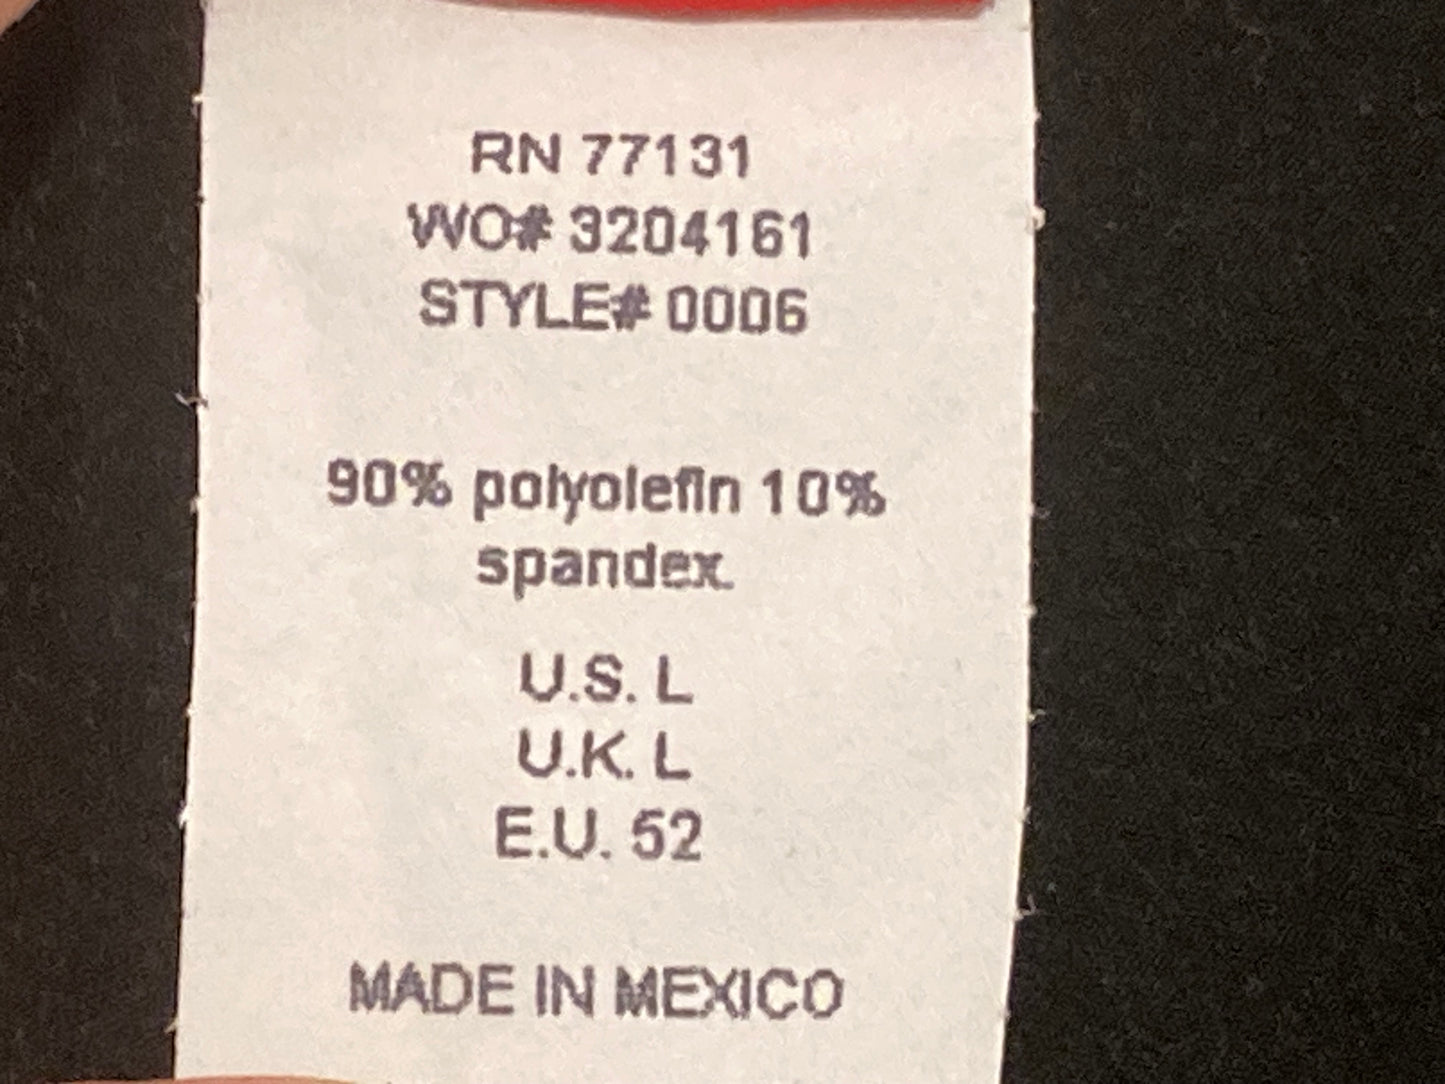 RN 77131
WO# 3204161
STYLE# 0006
90% polyolefin 10%
spandex.
U.S. L
U.K. L
E.U. 52
MADE IN MEXICO